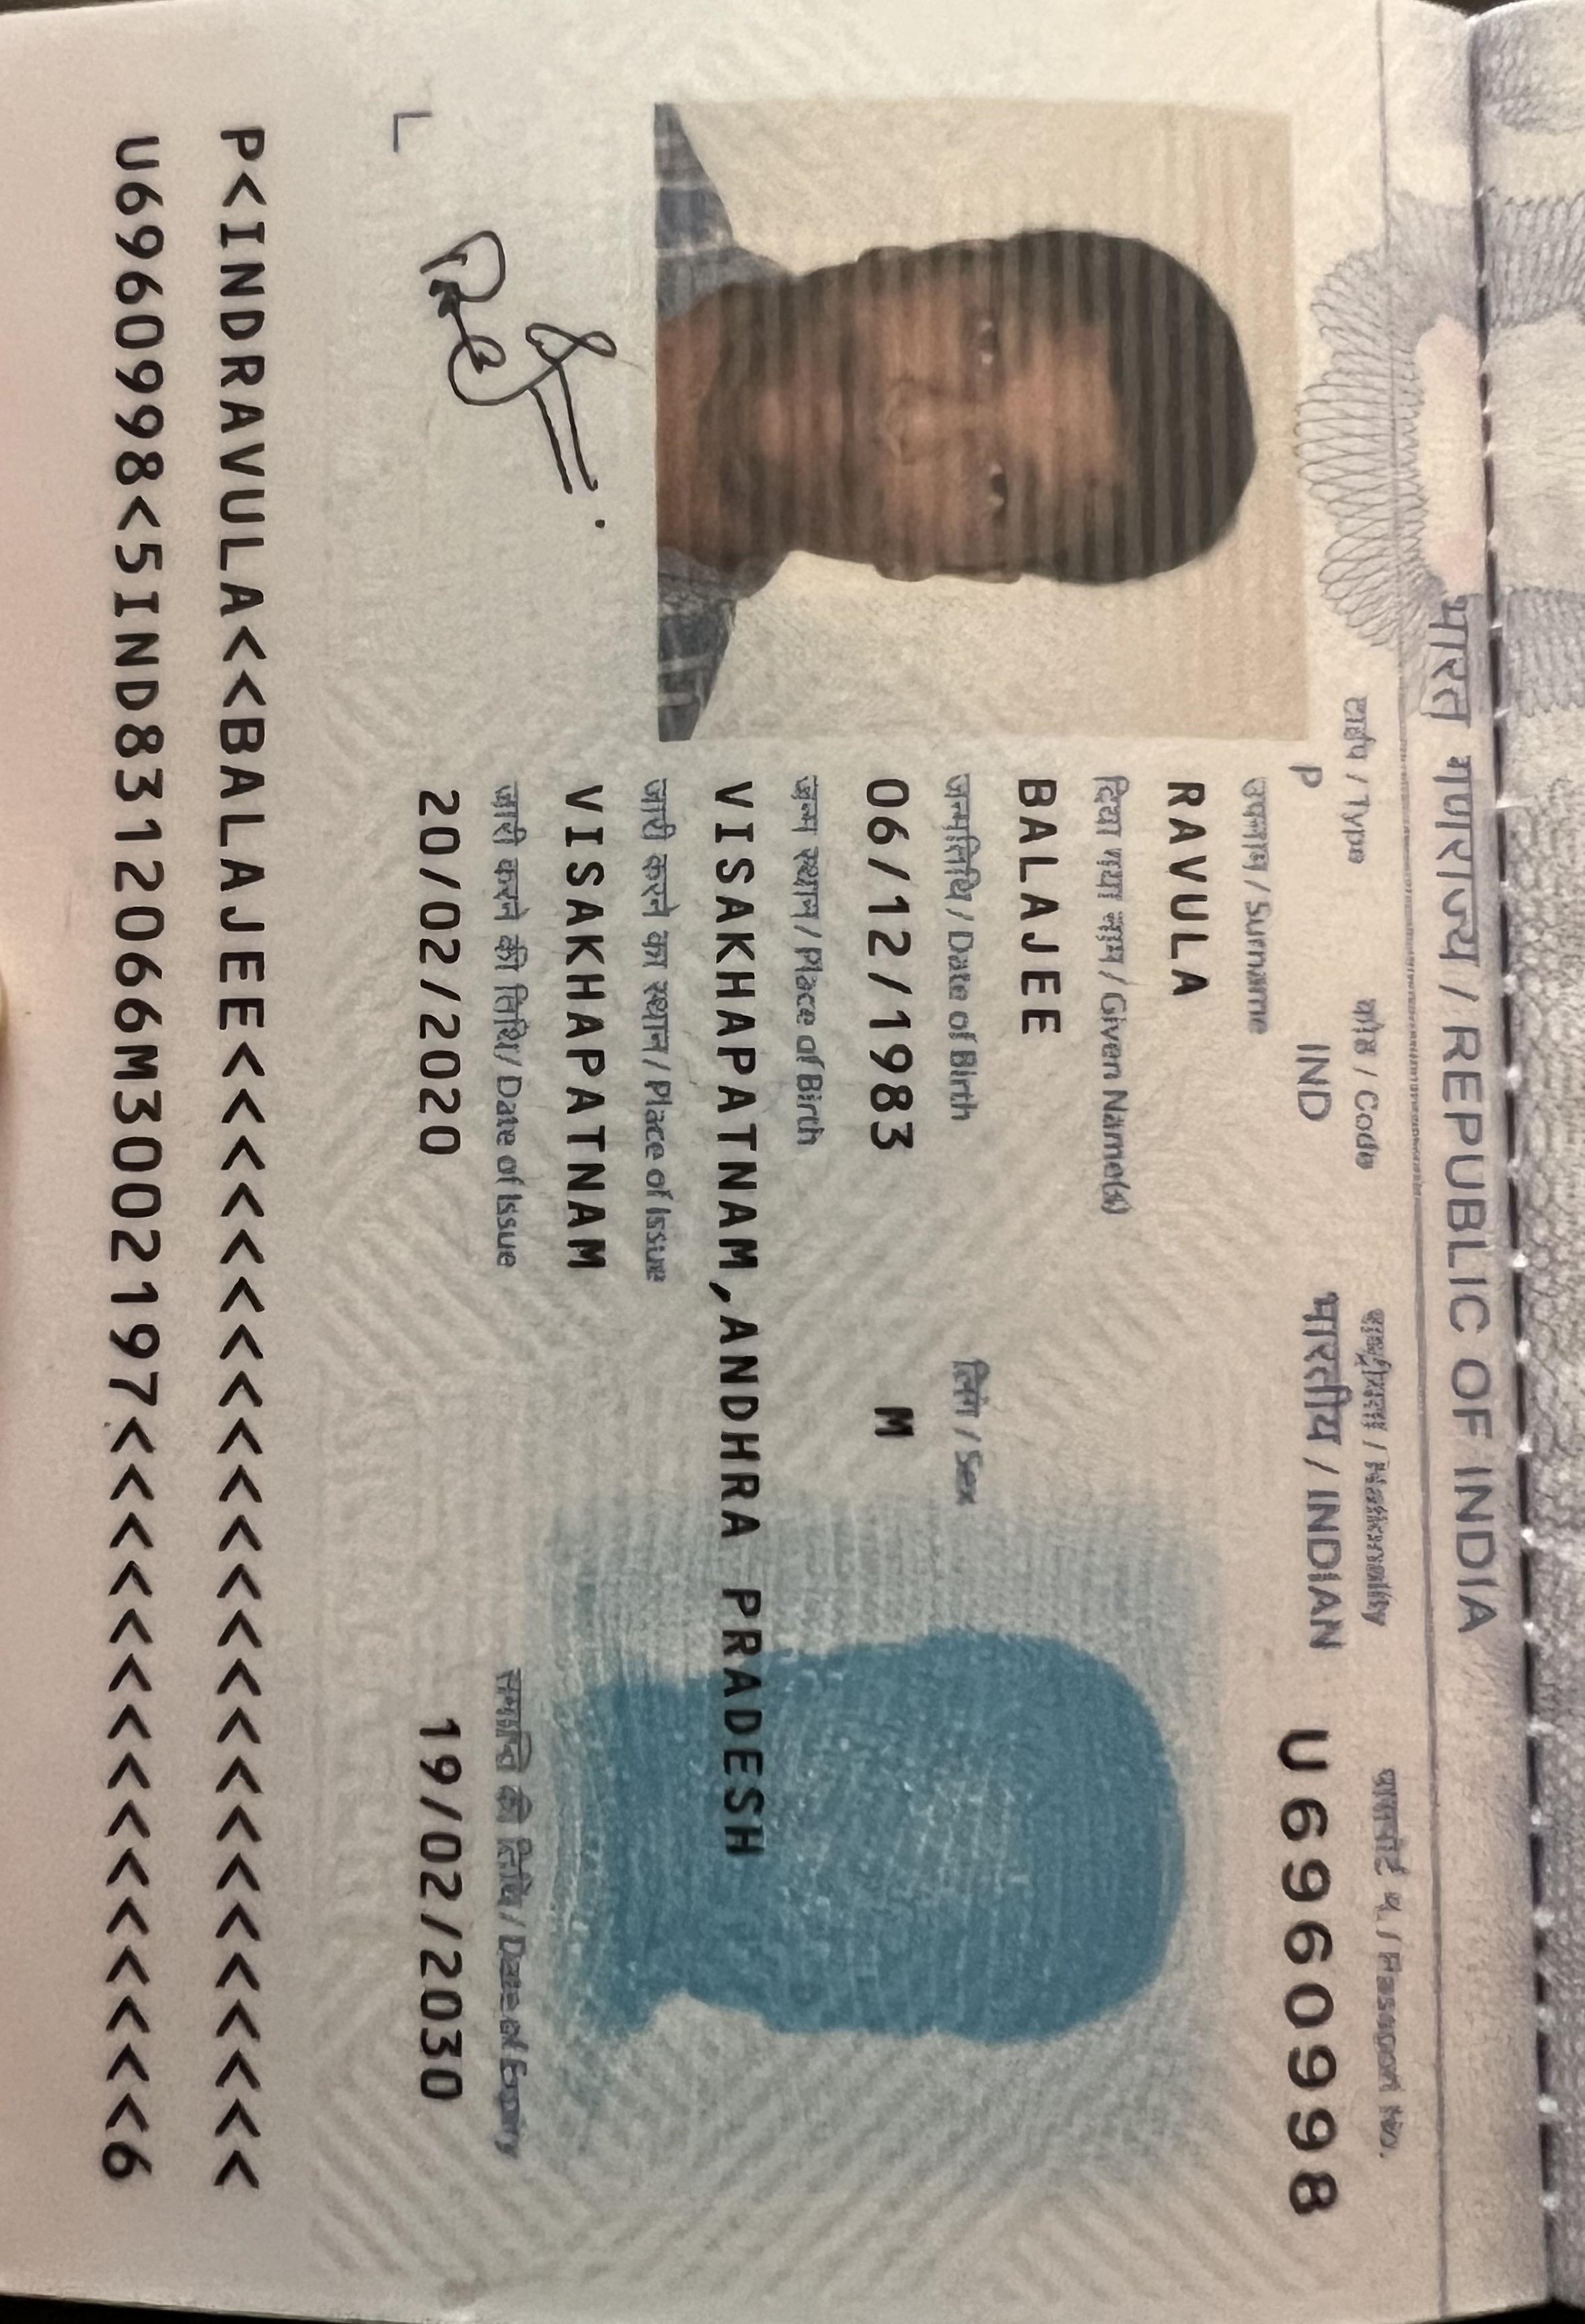 भारत गणराज्य / REPUBLIC OF INDIA
टाईप / Type कोड / Code राष्ट्रीयता / Nationality पासपोर्ट नं. / Passport No.
P IND भारतीय / INDIAN U6960998
उपनाम / Surname
RAVULA
दिया गया नाम / Given Name(s)
BALAJEE
जन्मतिथि / Date of Birth लिंग / Sex
06/12/1983 M
जन्म स्थान / Place of Birth
VISAKHAPATNAM,ANDHRA PRADESH
जारी करने का स्थान / Place of Issue
VISAKHAPATNAM
जारी करने की तिथि / Date of Issue समाप्ति की तिथि / Date of Expiry
20/02/2020 19/02/2030
P<INDRAVULA<<BALAJEE<<<<<<<<<<<<<<<<<<<<<<<<
U6960998<5IND8312066M3002197<<<<<<<<<<<<<<<6